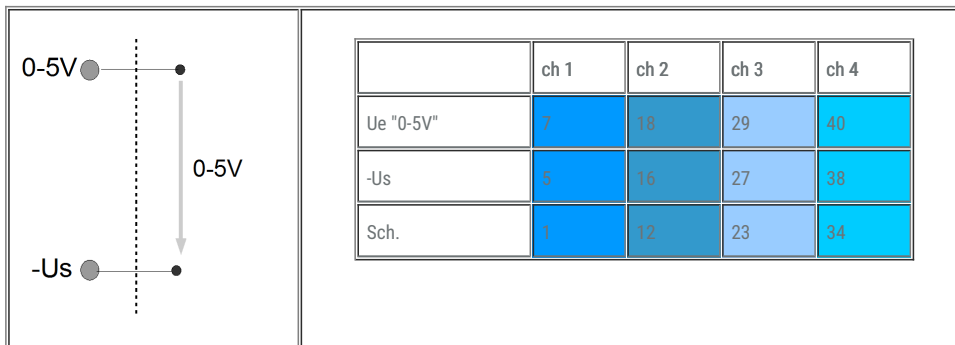 0-5V
0-5V
-Us
ch 1 ch 2 ch 3 ch 4
Ue "0-5V" 7 18 29 40
-Us 5 16 27 38
Sch. 1 12 23 34